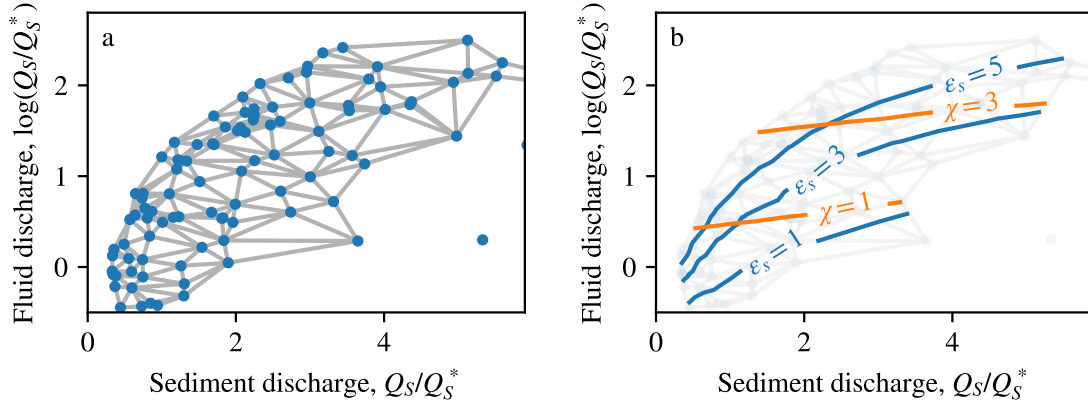 a
Fluid discharge, log(Q_S/Q_S^*)
2
1
0
0
2
4
Sediment discharge, Q_S/Q_S^*
b
Fluid discharge, log(Q_S/Q_S^*)
2
1
0
ε_s = 5
χ = 3
ε_s = 3
χ = 1
ε_s = 1
0
2
4
Sediment discharge, Q_S/Q_S^*